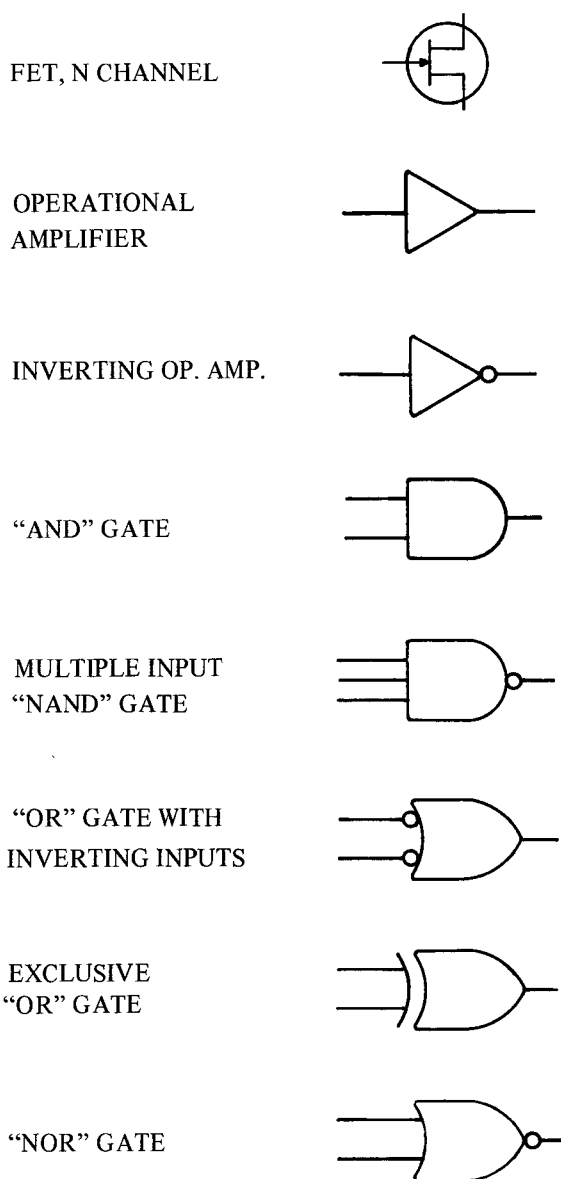 FET, N CHANNEL
OPERATIONAL
AMPLIFIER
INVERTING OP. AMP.
“AND” GATE
MULTIPLE INPUT
“NAND” GATE
“OR” GATE WITH
INVERTING INPUTS
EXCLUSIVE
“OR” GATE
“NOR” GATE